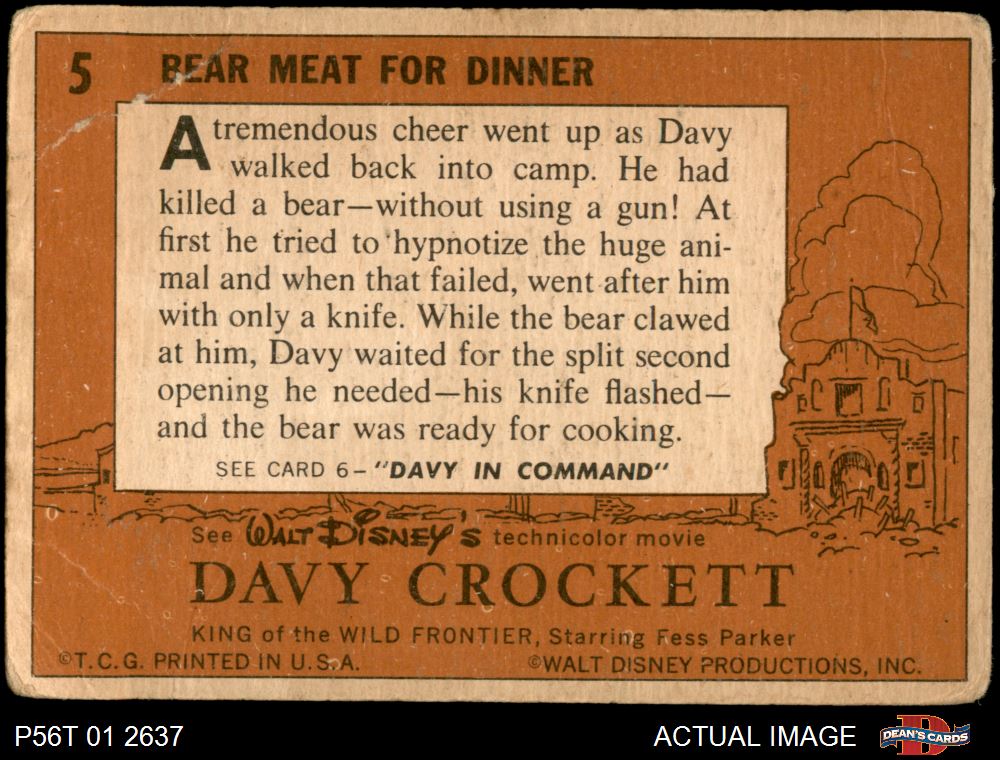 5 BEAR MEAT FOR DINNER
A tremendous cheer went up as Davy
walked back into camp. He had
killed a bear—without using a gun! At
first he tried to hypnotize the huge ani-
mal and when that failed, went after him
with only a knife. While the bear clawed
at him, Davy waited for the split second
opening he needed—his knife flashed—
and the bear was ready for cooking.
SEE CARD 6–"DAVY IN COMMAND"
See WALT DISNEY'S technicolor movie
DAVY CROCKETT
KING of the WILD FRONTIER, Starring Fess Parker
©T.C.G. PRINTED IN U.S.A. ©WALT DISNEY PRODUCTIONS, INC.
P56T 01 2637 ACTUAL IMAGE D DEAN'S CARDS